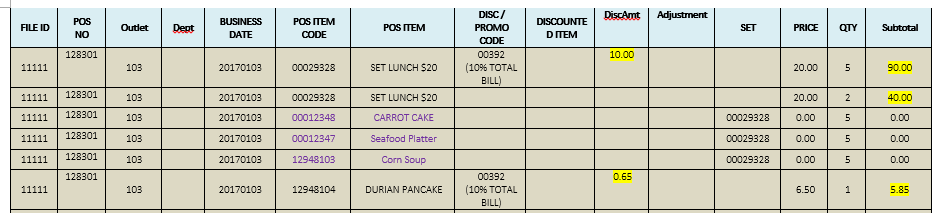 FILE ID POS NO Outlet Dept BUSINESS DATE POS ITEM CODE POS ITEM DISC / PROMO CODE DISCOUNTE D ITEM DiscAmt Adjustment SET PRICE QTY Subtotal
11111 128301 103 20170103 00029328 SET LUNCH $20 00392 (10% TOTAL BILL) 10.00 20.00 5 90.00
11111 128301 103 20170103 00029328 SET LUNCH $20 20.00 2 40.00
11111 128301 103 20170103 00012348 CARROT CAKE 00029328 0.00 5 0.00
11111 128301 103 20170103 00012347 Seafood Platter 00029328 0.00 5 0.00
11111 128301 103 20170103 12948103 Corn Soup 00029328 0.00 5 0.00
11111 128301 103 20170103 12948104 DURIAN PANCAKE 00392 (10% TOTAL BILL) 0.65 6.50 1 5.85